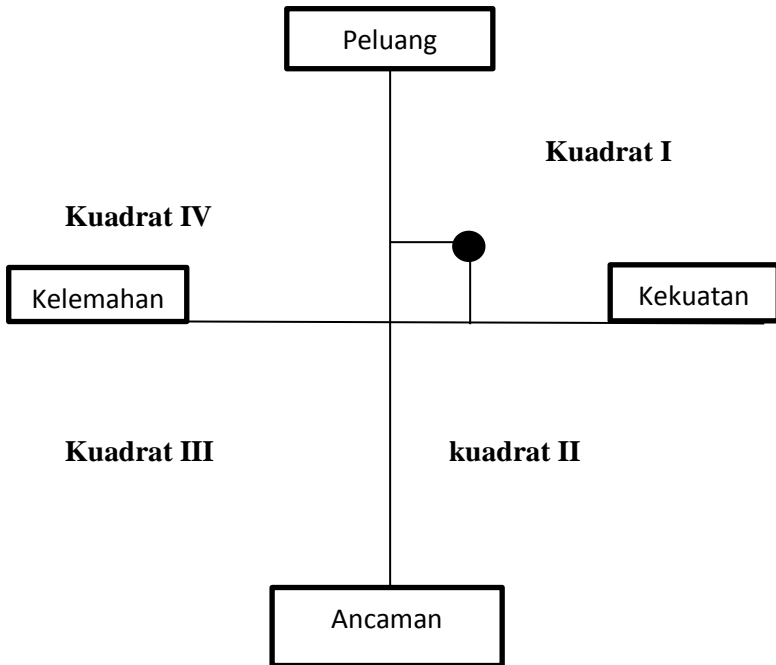 Peluang
Kuadrat I
Kuadrat IV
Kelemahan
Kekuatan
Kuadrat III
kuadrat II
Ancaman